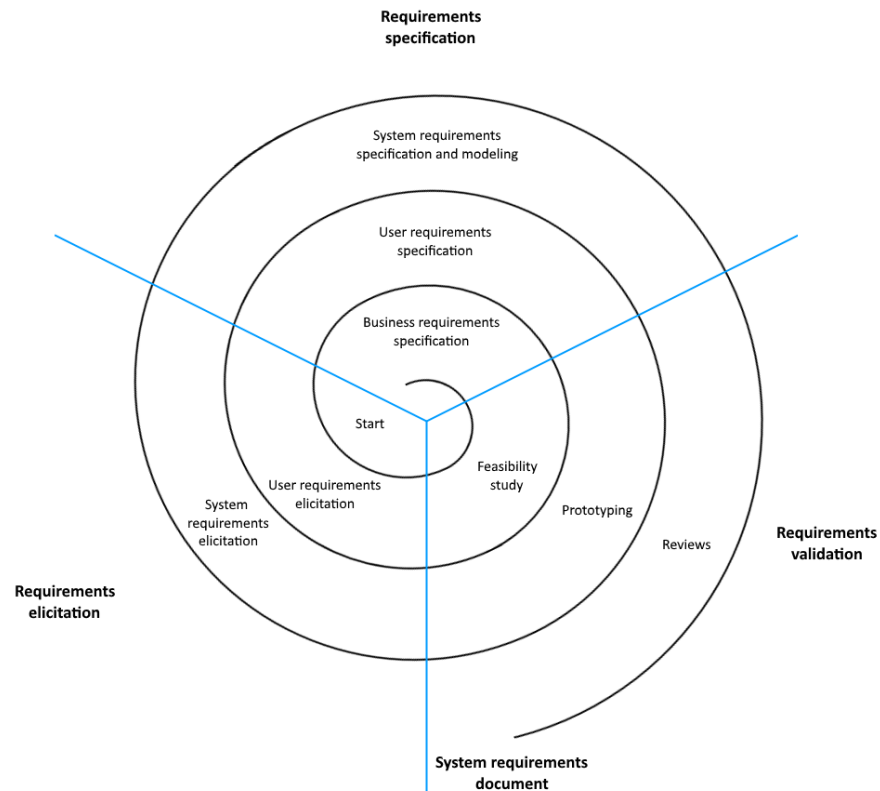 Requirements
specification
System requirements
specification and modeling
User requirements
specification
Business requirements
specification
Start
Feasibility
study
User requirements
elicitation
System
requirements
elicitation
Prototyping
Reviews
Requirements
validation
Requirements
elicitation
System requirements
document